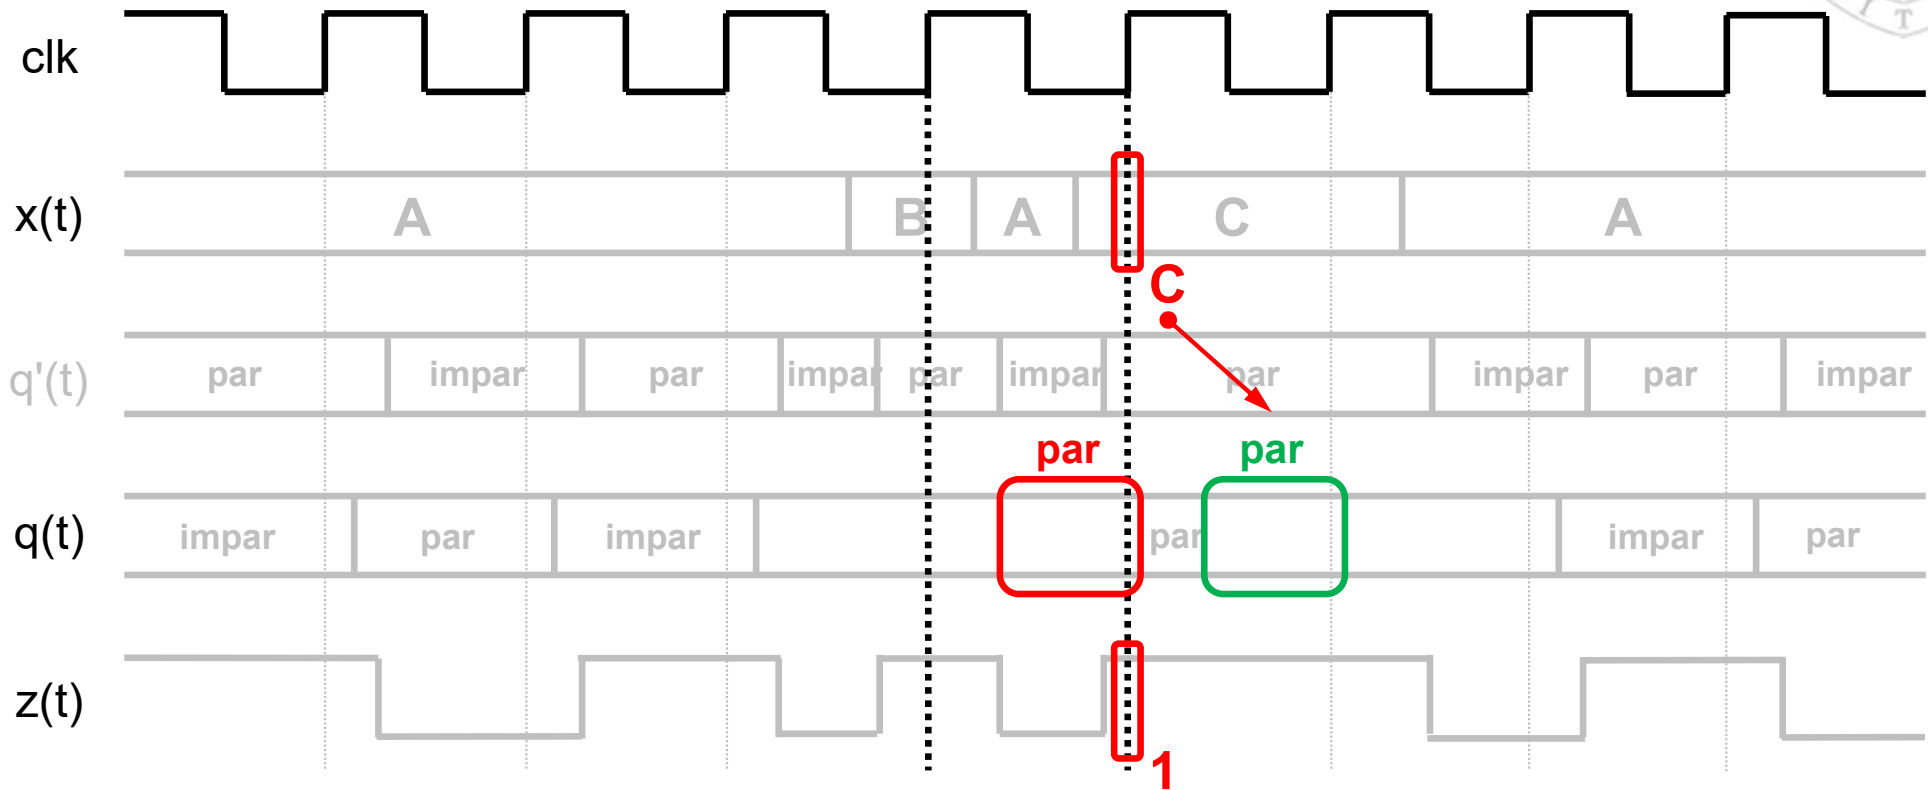 clk
T
x(t) A B A C A
C
q'(t) par impar par impar par impar par impar par impar
par par
q(t) impar par impar par impar par
z(t)
1